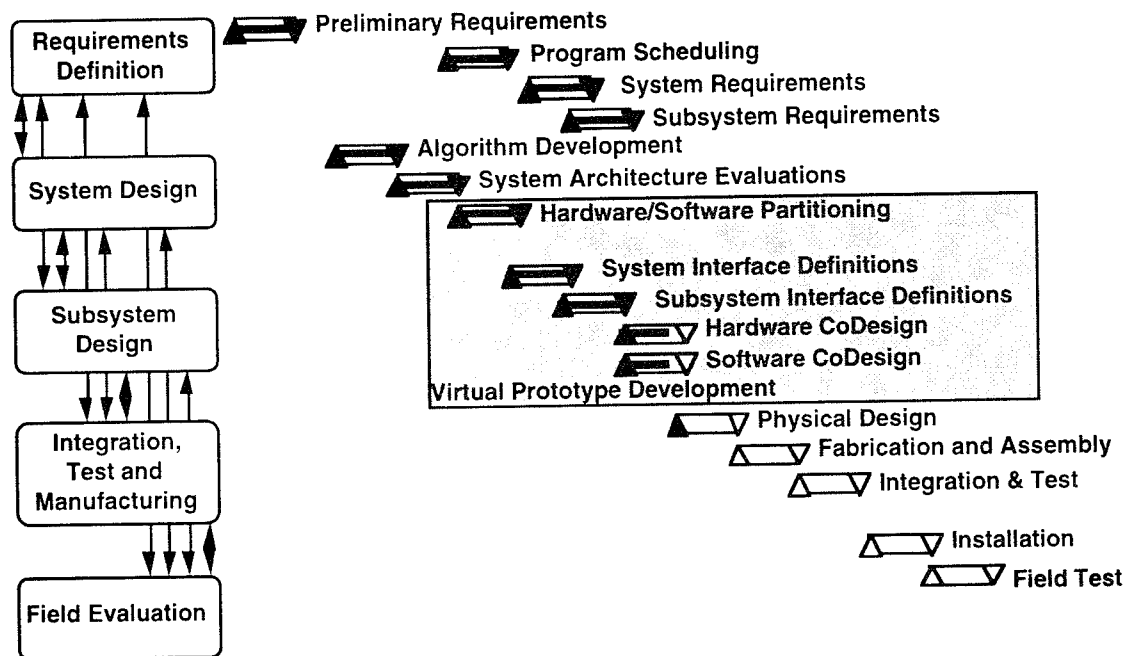 Requirements
Definition
Preliminary Requirements
Program Scheduling
System Requirements
Subsystem Requirements
System Design
Algorithm Development
System Architecture Evaluations
Hardware/Software Partitioning
System Interface Definitions
Subsystem Interface Definitions
Hardware CoDesign
Software CoDesign
Virtual Prototype Development
Subsystem
Design
Physical Design
Fabrication and Assembly
Integration & Test
Integration,
Test and
Manufacturing
Installation
Field Test
Field Evaluation